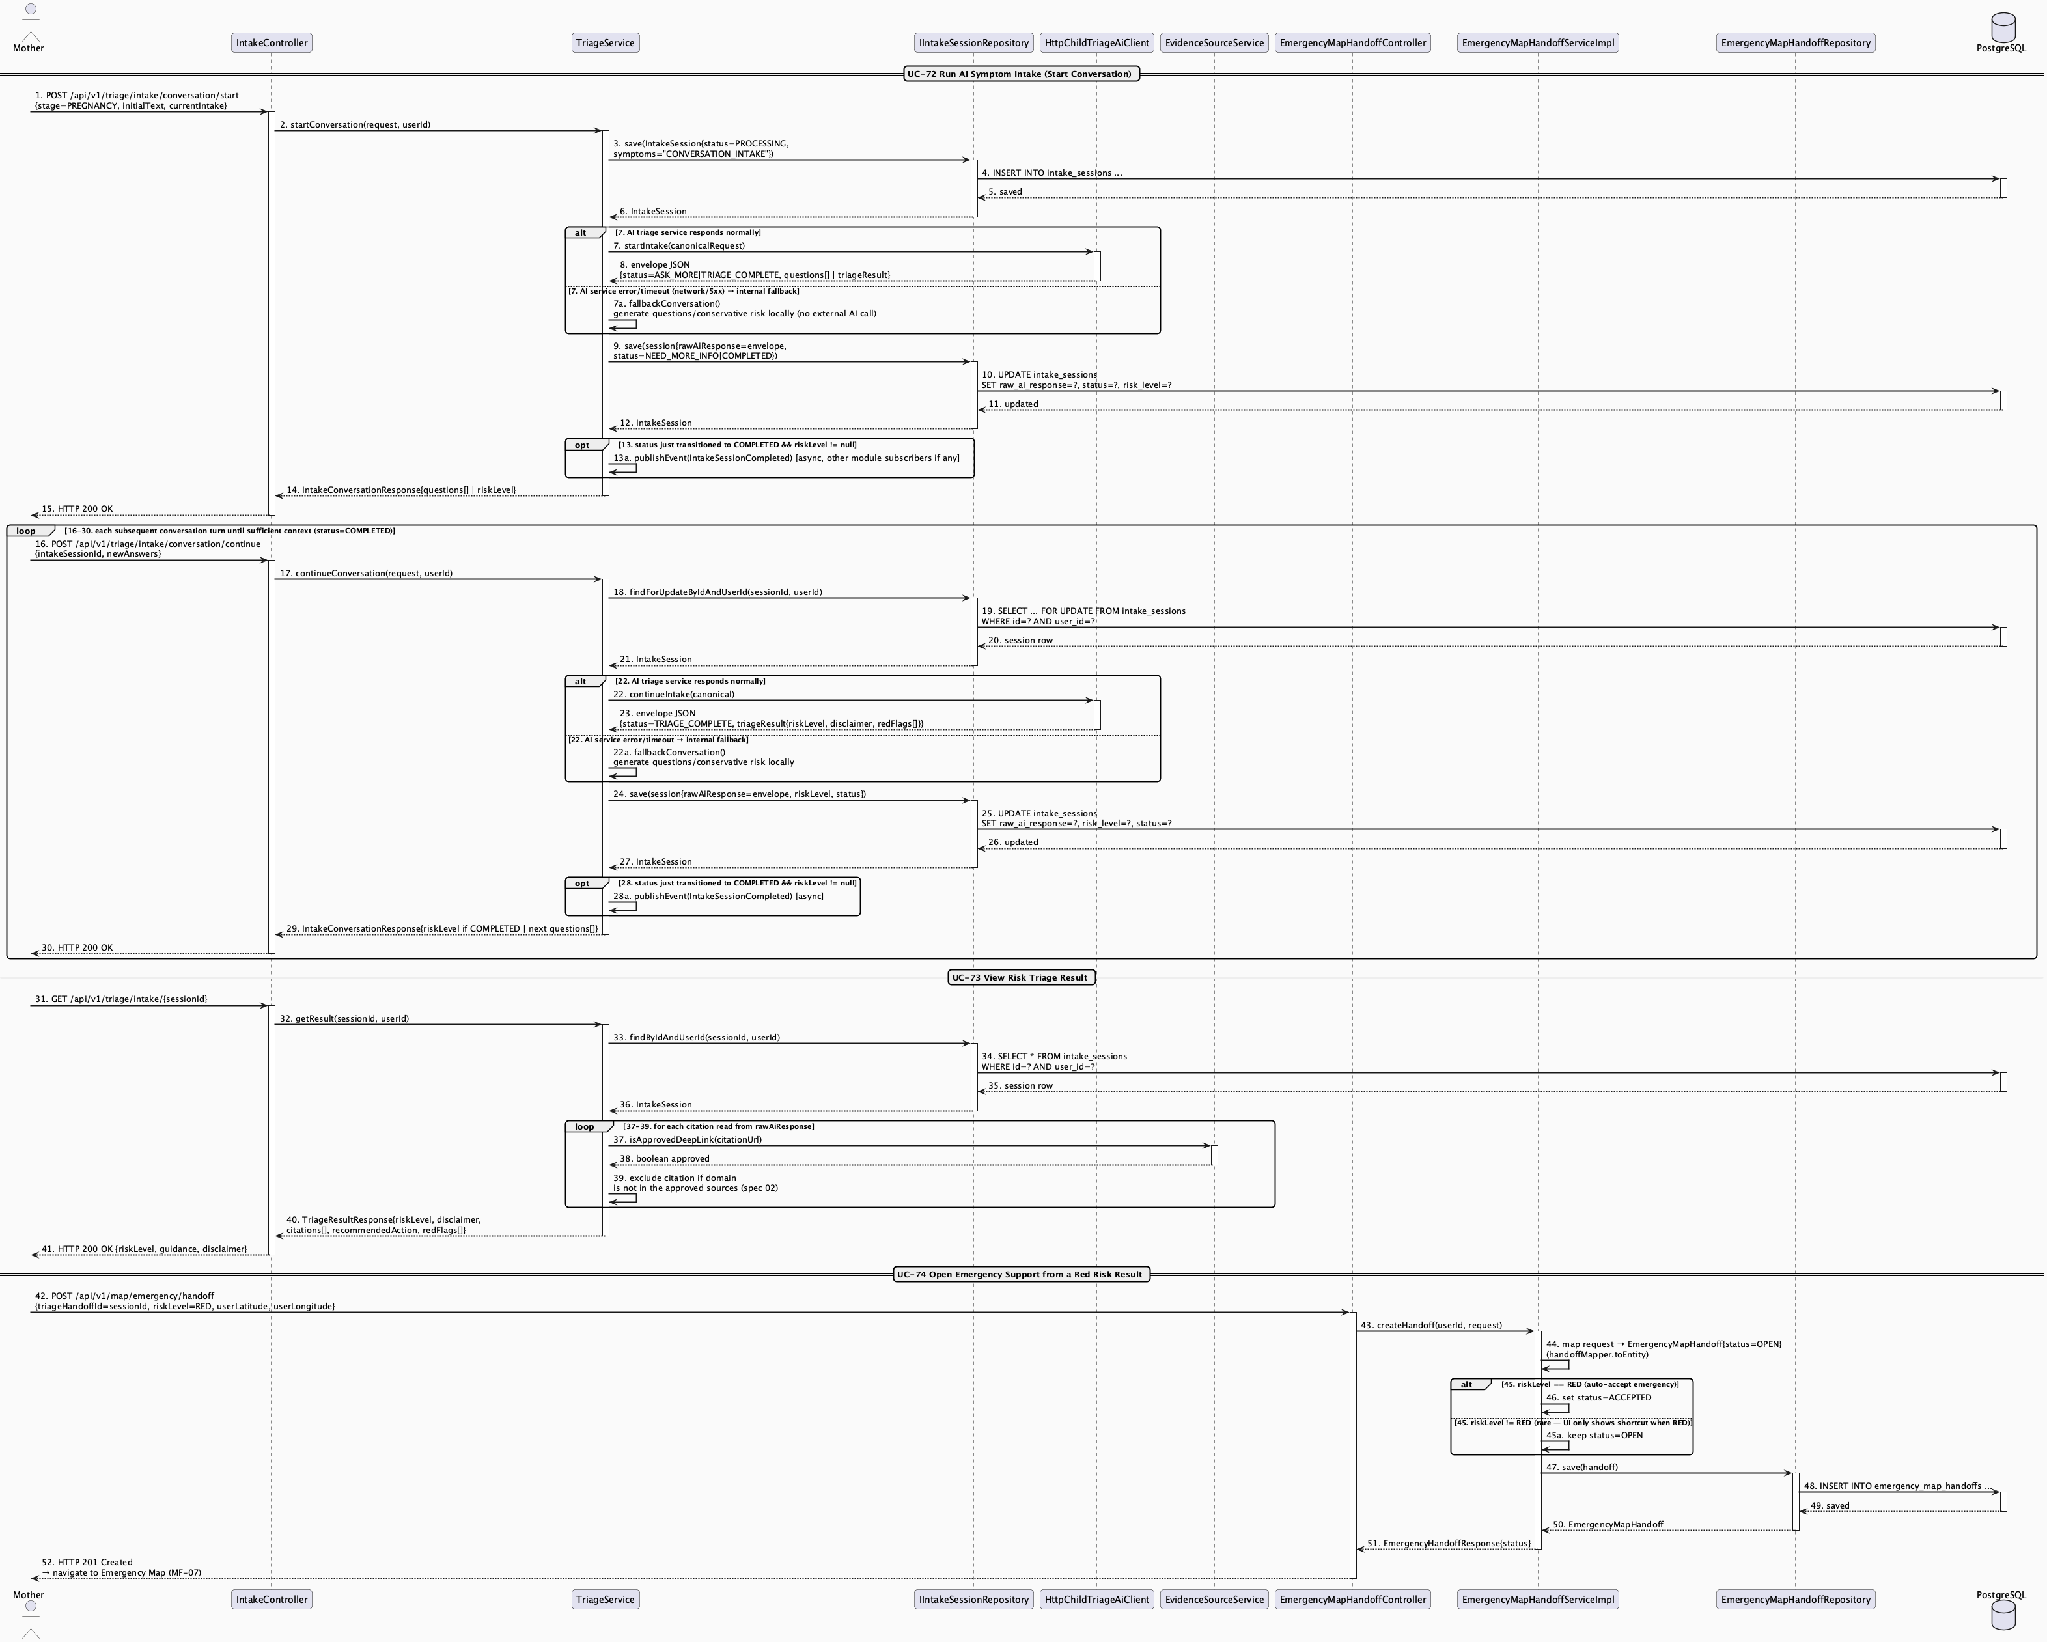 Mother
IntakeController
TriageService
IIntakeSessionRepository
HttpChildTriageAiClient
EvidenceSourceService
EmergencyMapHandoffController
EmergencyMapHandoffServiceImpl
EmergencyMapHandoffRepository
PostgreSQL
UC-72 Run AI Symptom Intake (Start Conversation)
1. POST /api/v1/triage/intake/conversation/start
{stage=PREGNANCY, initialText, currentIntake}
2. startConversation(request, userId)
3. save(IntakeSession{status=PROCESSING,
symptoms="CONVERSATION_INTAKE"})
4. INSERT INTO intake_sessions ...
5. saved
6. IntakeSession
alt
[7. AI triage service responds normally]
7. startIntake(canonicalRequest)
8. envelope JSON
{status=ASK_MORE|TRIAGE_COMPLETE, questions[] | triageResult}
[7. AI service error/timeout (network/5xx) → internal fallback]
7a. fallbackConversation()
generate questions/conservative risk locally (no external AI call)
9. save(session{rawAiResponse=envelope,
status=NEED_MORE_INFO|COMPLETED})
10. UPDATE intake_sessions
SET raw_ai_response=?, status=?, risk_level=?
11. updated
12. IntakeSession
opt
[13. status just transitioned to COMPLETED && riskLevel != null]
13a. publishEvent(IntakeSessionCompleted) [async, other module subscribers if any]
14. IntakeConversationResponse{questions[] | riskLevel}
15. HTTP 200 OK
loop
[16-30. each subsequent conversation turn until sufficient context (status=COMPLETED)]
16. POST /api/v1/triage/intake/conversation/continue
{intakeSessionId, newAnswers}
17. continueConversation(request, userId)
18. findForUpdateByIdAndUserId(sessionId, userId)
19. SELECT ... FOR UPDATE FROM intake_sessions
WHERE id=? AND user_id=?
20. session row
21. IntakeSession
alt
[22. AI triage service responds normally]
22. continueIntake(canonical)
23. envelope JSON
{status=TRIAGE_COMPLETE, triageResult{riskLevel, disclaimer, redFlags[]}}
[22. AI service error/timeout → internal fallback]
22a. fallbackConversation()
generate questions/conservative risk locally
24. save(session{rawAiResponse=envelope, riskLevel, status})
25. UPDATE intake_sessions
SET raw_ai_response=?, risk_level=?, status=?
26. updated
27. IntakeSession
opt
[28. status just transitioned to COMPLETED && riskLevel != null]
28a. publishEvent(IntakeSessionCompleted) [async]
29. IntakeConversationResponse{riskLevel if COMPLETED | next questions[]}
30. HTTP 200 OK
UC-73 View Risk Triage Result
31. GET /api/v1/triage/intake/{sessionId}
32. getResult(sessionId, userId)
33. findByIdAndUserId(sessionId, userId)
34. SELECT * FROM intake_sessions
WHERE id=? AND user_id=?
35. session row
36. IntakeSession
loop
[37-39. for each citation read from rawAiResponse]
37. isApprovedDeepLink(citationUrl)
38. boolean approved
39. exclude citation if domain
is not in the approved sources (spec 02)
40. TriageResultResponse{riskLevel, disclaimer,
citations[], recommendedAction, redFlags[]}
41. HTTP 200 OK {riskLevel, guidance, disclaimer}
UC-74 Open Emergency Support from a Red Risk Result
42. POST /api/v1/map/emergency/handoff
{triageHandoffId=sessionId, riskLevel=RED, userLatitude, userLongitude}
43. createHandoff(userId, request)
44. map request → EmergencyMapHandoff{status=OPEN}
(handoffMapper.toEntity)
alt
[45. riskLevel == RED (auto-accept emergency)]
46. set status=ACCEPTED
[45. riskLevel != RED (rare — UI only shows shortcut when RED)]
45a. keep status=OPEN
47. save(handoff)
48. INSERT INTO emergency_map_handoffs ...
49. saved
50. EmergencyMapHandoff
51. EmergencyHandoffResponse{status}
52. HTTP 201 Created
→ navigate to Emergency Map (MF-07)
Mother
IntakeController
TriageService
IIntakeSessionRepository
HttpChildTriageAiClient
EvidenceSourceService
EmergencyMapHandoffController
EmergencyMapHandoffServiceImpl
EmergencyMapHandoffRepository
PostgreSQL